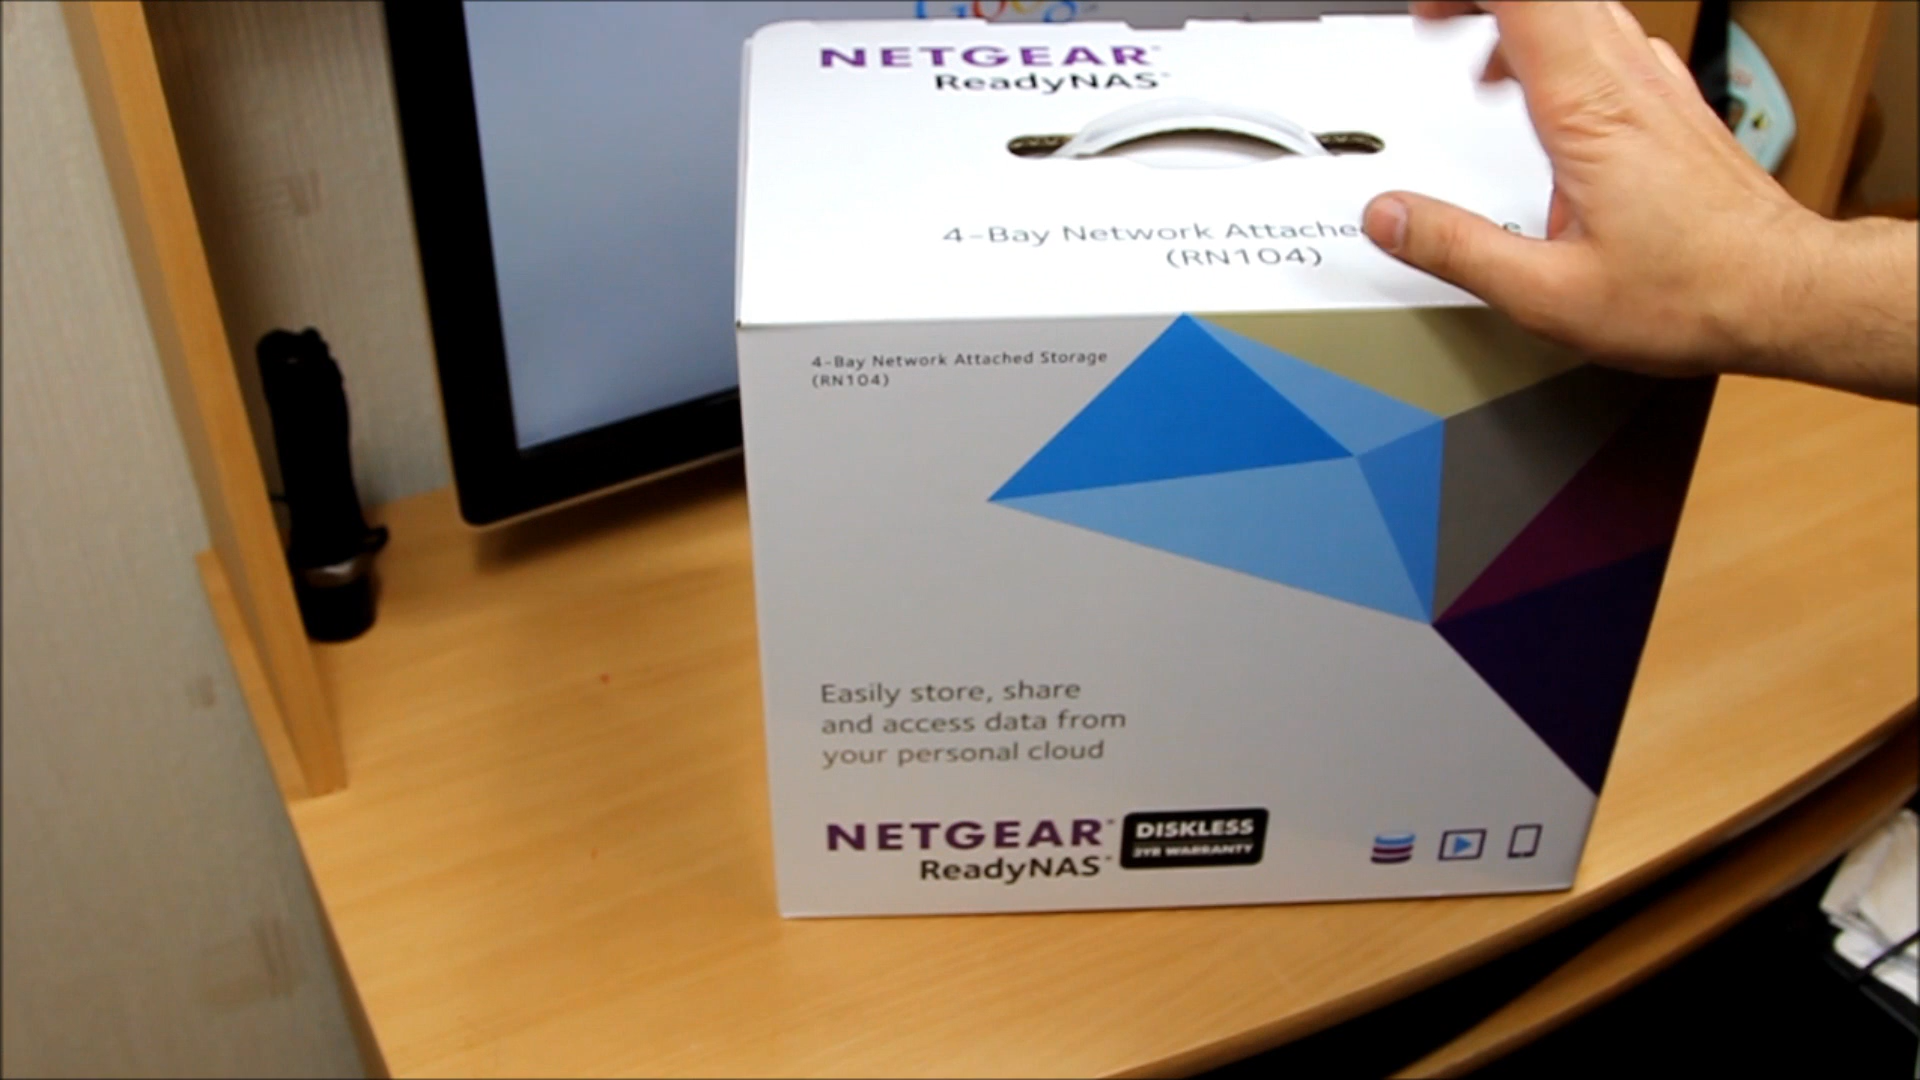 Google
NETGEAR
ReadyNAS
4-Bay Network Attache e
(RN104)
4-Bay Network Attached Storage
(RN104)
Easily store, share
and access data from
your personal cloud
NETGEAR
DISKLESS
2YR WARRANTY
ReadyNAS